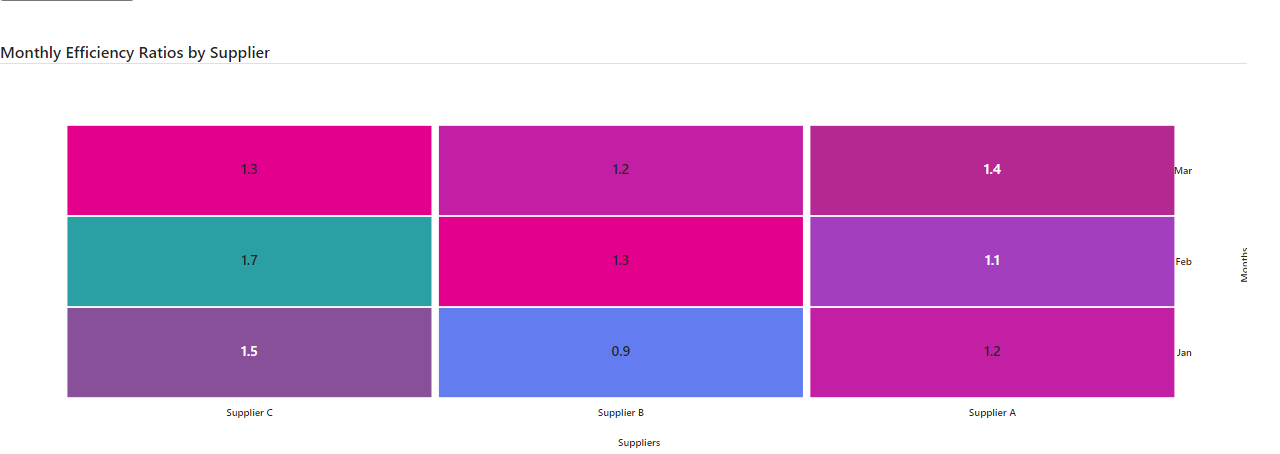 Monthly Efficiency Ratios by Supplier
1.3 1.2 1.4 Mar
1.7 1.3 1.1 Feb
Months
1.5 0.9 1.2 Jan
Supplier C Supplier B Supplier A
Suppliers